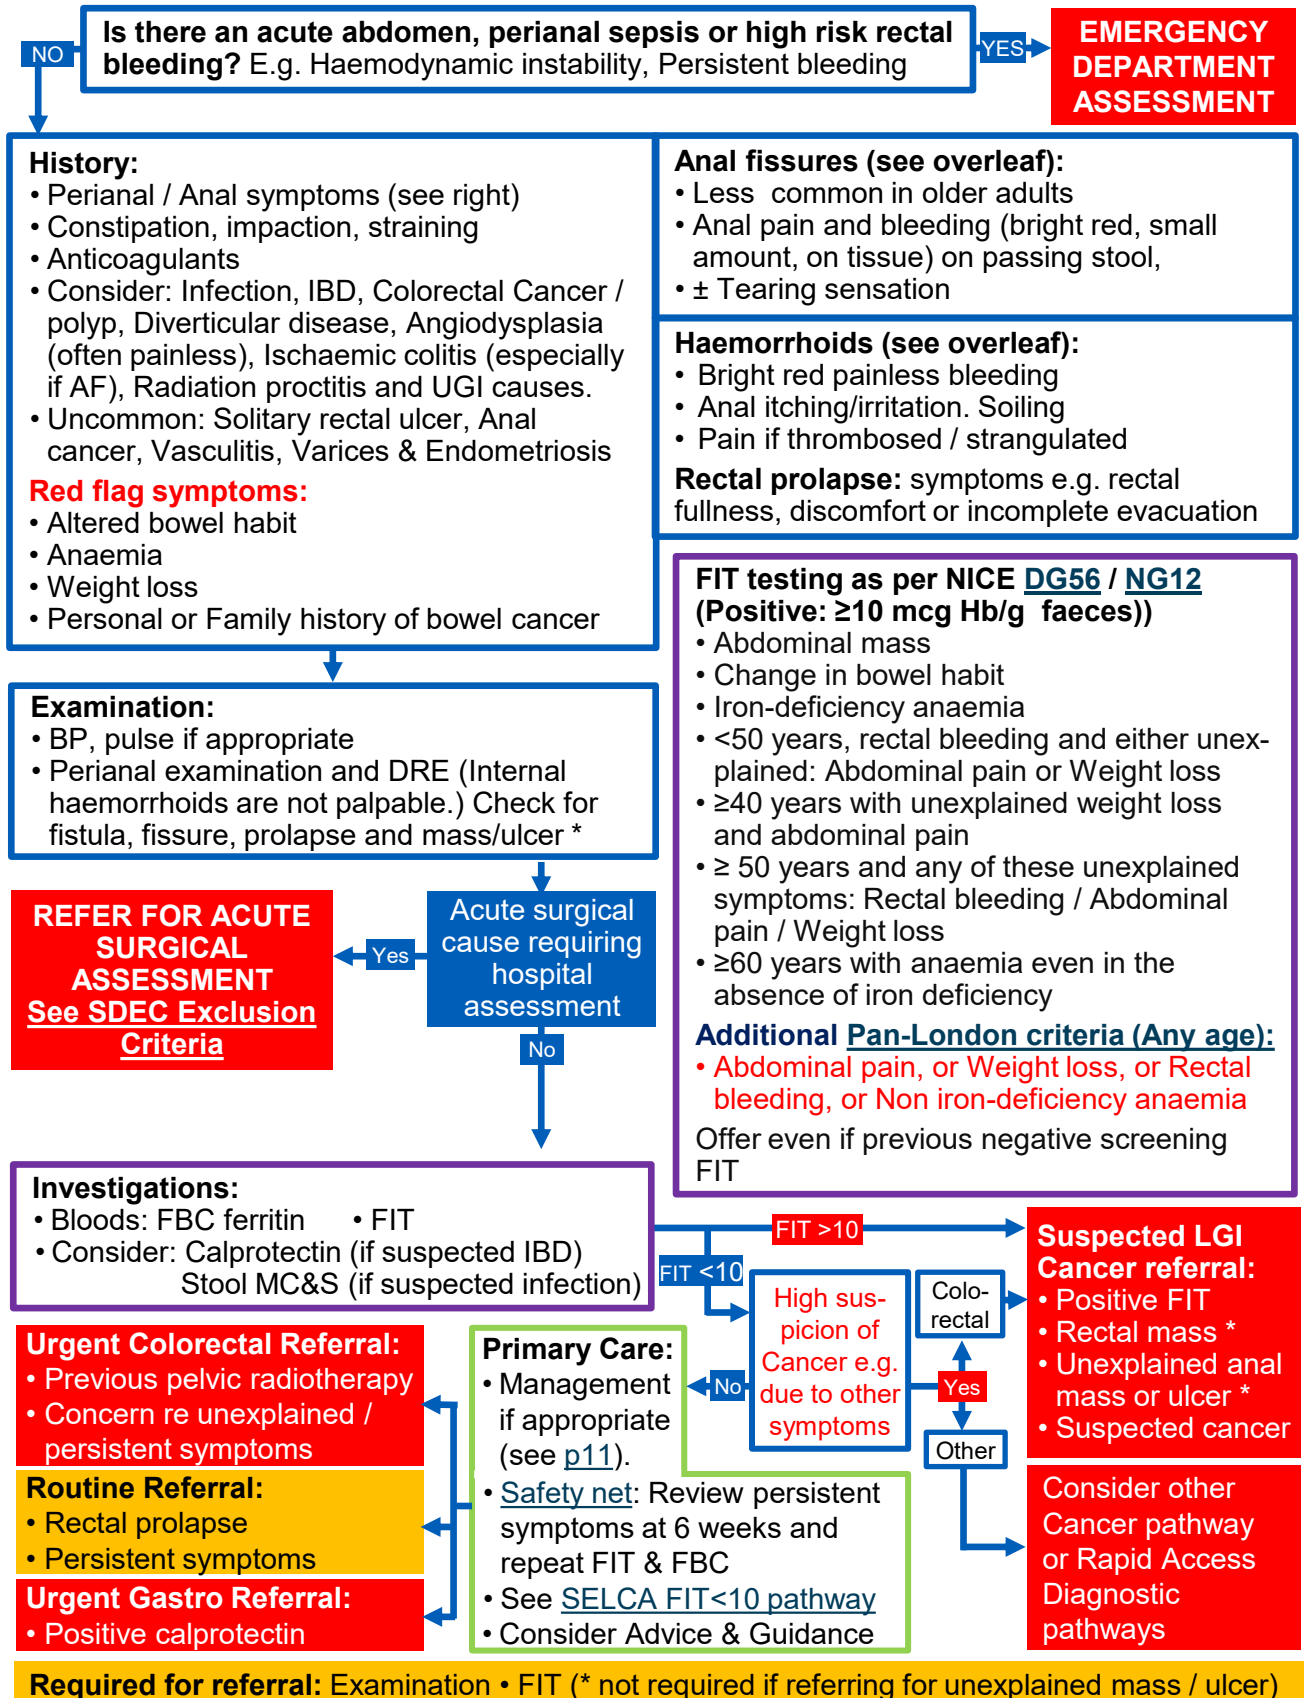 Is there an acute abdomen, perianal sepsis or high risk rectal
bleeding? E.g. Haemodynamic instability, Persistent bleeding
NO
YES
EMERGENCY
DEPARTMENT
ASSESSMENT
History:
• Perianal / Anal symptoms (see right)
• Constipation, impaction, straining
• Anticoagulants
• Consider: Infection, IBD, Colorectal Cancer /
polyp, Diverticular disease, Angiodysplasia
(often painless), Ischaemic colitis (especially
if AF), Radiation proctitis and UGI causes.
• Uncommon: Solitary rectal ulcer, Anal
cancer, Vasculitis, Varices & Endometriosis
Red flag symptoms:
• Altered bowel habit
• Anaemia
• Weight loss
• Personal or Family history of bowel cancer
Anal fissures (see overleaf):
• Less common in older adults
• Anal pain and bleeding (bright red, small
amount, on tissue) on passing stool,
• ± Tearing sensation
Haemorrhoids (see overleaf):
• Bright red painless bleeding
• Anal itching/irritation. Soiling
• Pain if thrombosed / strangulated
Rectal prolapse: symptoms e.g. rectal
fullness, discomfort or incomplete evacuation
FIT testing as per NICE DG56 / NG12
(Positive: ≥10 mcg Hb/g faeces))
• Abdominal mass
• Change in bowel habit
• Iron-deficiency anaemia
• <50 years, rectal bleeding and either unex-
plained: Abdominal pain or Weight loss
• ≥40 years with unexplained weight loss
and abdominal pain
• ≥ 50 years and any of these unexplained
symptoms: Rectal bleeding / Abdominal
pain / Weight loss
• ≥60 years with anaemia even in the
absence of iron deficiency
Additional Pan-London criteria (Any age):
• Abdominal pain, or Weight loss, or Rectal
bleeding, or Non iron-deficiency anaemia
Offer even if previous negative screening
FIT
Examination:
• BP, pulse if appropriate
• Perianal examination and DRE (Internal
haemorrhoids are not palpable.) Check for
fistula, fissure, prolapse and mass/ulcer *
Acute surgical
cause requiring
hospital
assessment
Yes
REFER FOR ACUTE
SURGICAL
ASSESSMENT
See SDEC Exclusion
Criteria
No
Investigations:
• Bloods: FBC ferritin • FIT
• Consider: Calprotectin (if suspected IBD)
Stool MC&S (if suspected infection)
FIT >10
FIT <10
High sus-
picion of
Cancer e.g.
due to other
symptoms
No
Yes
Colo-
rectal
Other
Suspected LGI
Cancer referral:
• Positive FIT
• Rectal mass *
• Unexplained anal
mass or ulcer *
• Suspected cancer
Consider other
Cancer pathway
or Rapid Access
Diagnostic
pathways
Primary Care:
• Management
if appropriate
(see p11).
• Safety net: Review persistent
symptoms at 6 weeks and
repeat FIT & FBC
• See SELCA FIT<10 pathway
• Consider Advice & Guidance
Urgent Colorectal Referral:
• Previous pelvic radiotherapy
• Concern re unexplained /
persistent symptoms
Routine Referral:
• Rectal prolapse
• Persistent symptoms
Urgent Gastro Referral:
• Positive calprotectin
Required for referral: Examination • FIT (* not required if referring for unexplained mass / ulcer)